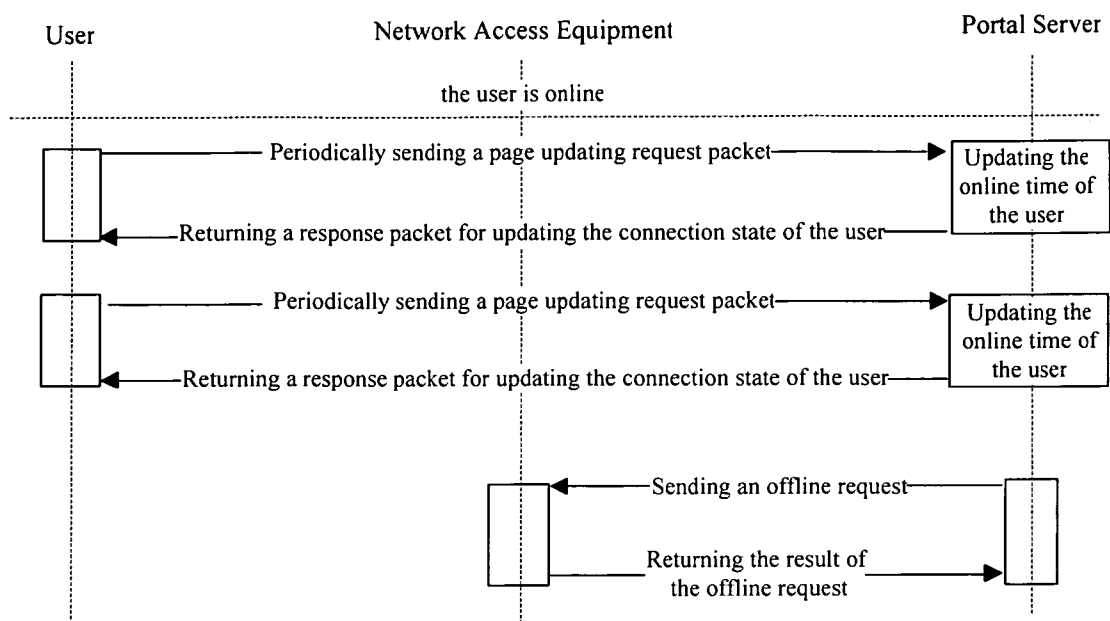 User
Network Access Equipment
Portal Server
the user is online
Periodically sending a page updating request packet
Updating the
online time of
the user
Returning a response packet for updating the connection state of the user
Periodically sending a page updating request packet
Updating the
online time of
the user
Returning a response packet for updating the connection state of the user
Sending an offline request
Returning the result of
the offline request